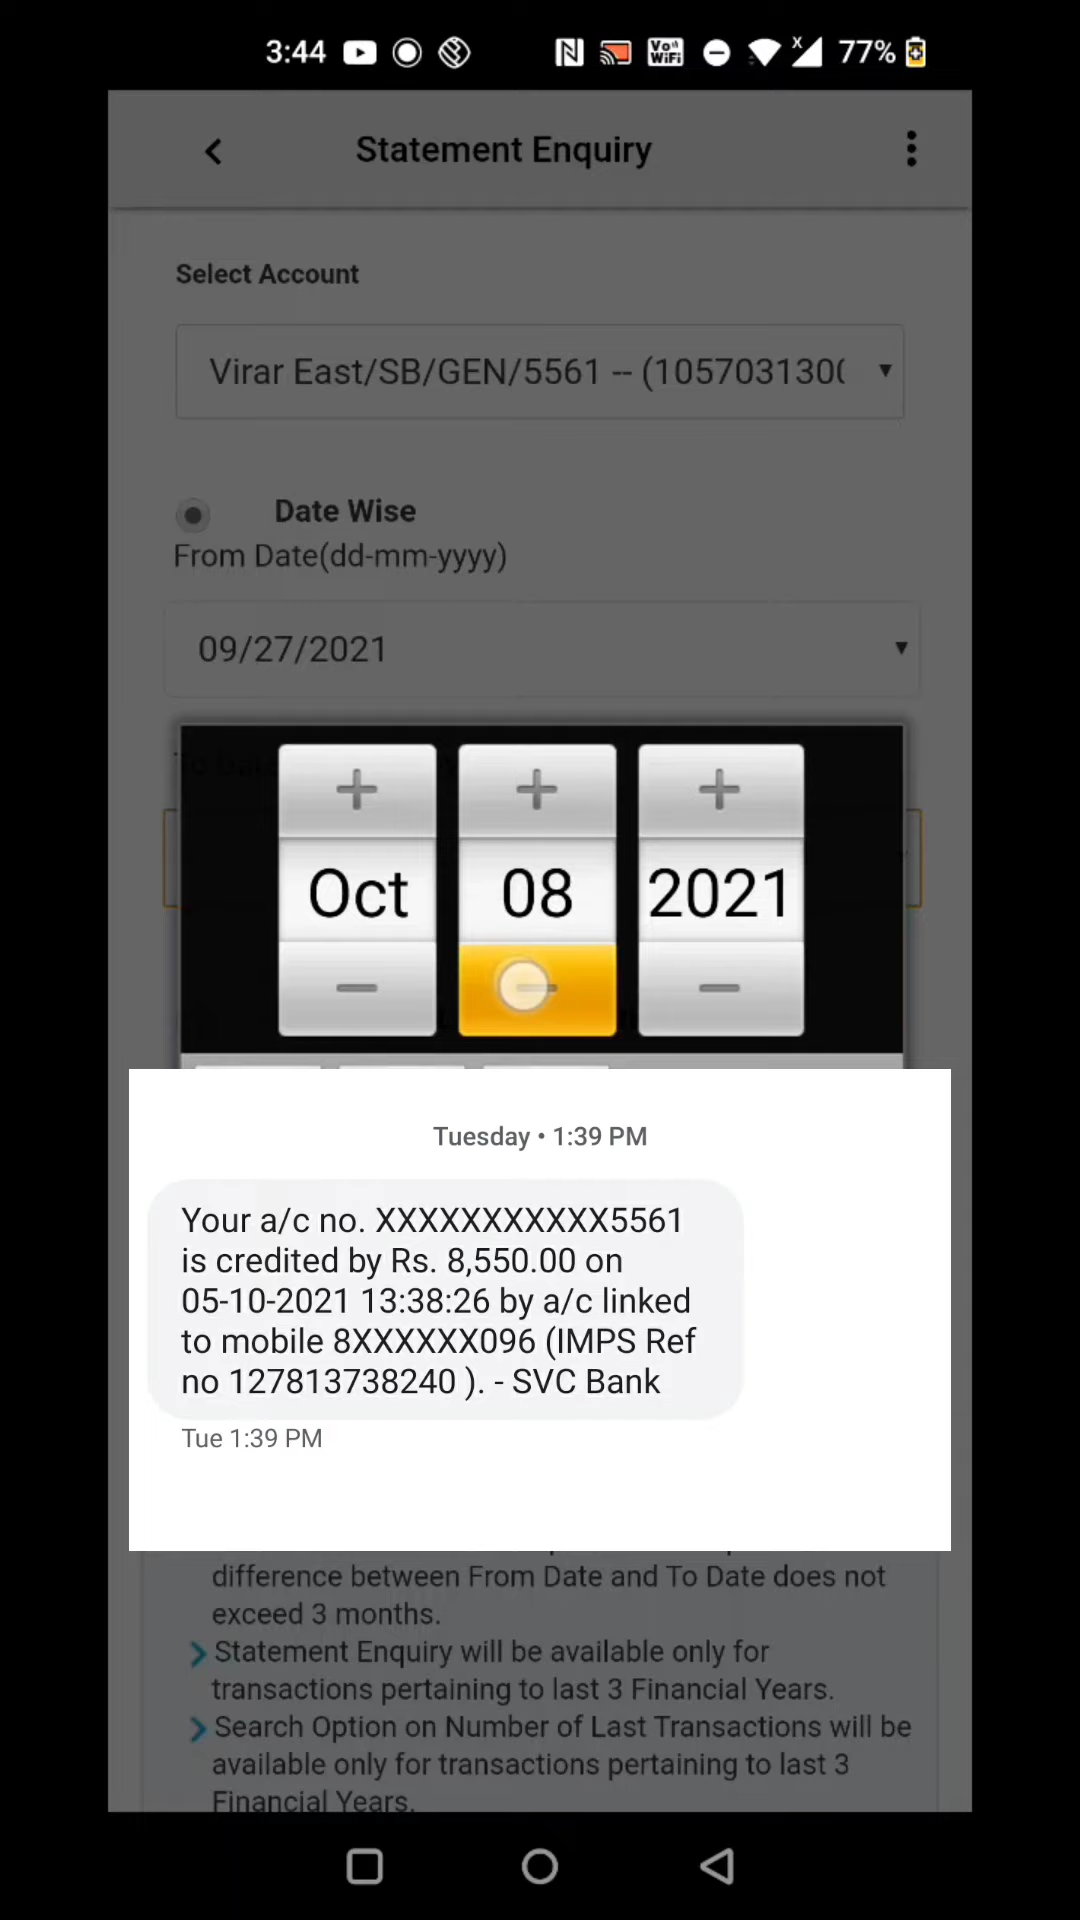 3:44
Vo WiFi
X
77%
Statement Enquiry
Select Account
Virar East/SB/GEN/5561 -- (1057031300
Date Wise
From Date(dd-mm-yyyy)
09/27/2021
+ + +
Oct 08 2021
Tuesday • 1:39 PM
Your a/c no. XXXXXXXXXXX5561
is credited by Rs. 8,550.00 on
05-10-2021 13:38:26 by a/c linked
to mobile 8XXXXXX096 (IMPS Ref
no 127813738240 ). - SVC Bank
Tue 1:39 PM
difference between From Date and To Date does not
exceed 3 months.
Statement Enquiry will be available only for
transactions pertaining to last 3 Financial Years.
Search Option on Number of Last Transactions will be
available only for transactions pertaining to last 3
Financial Years.